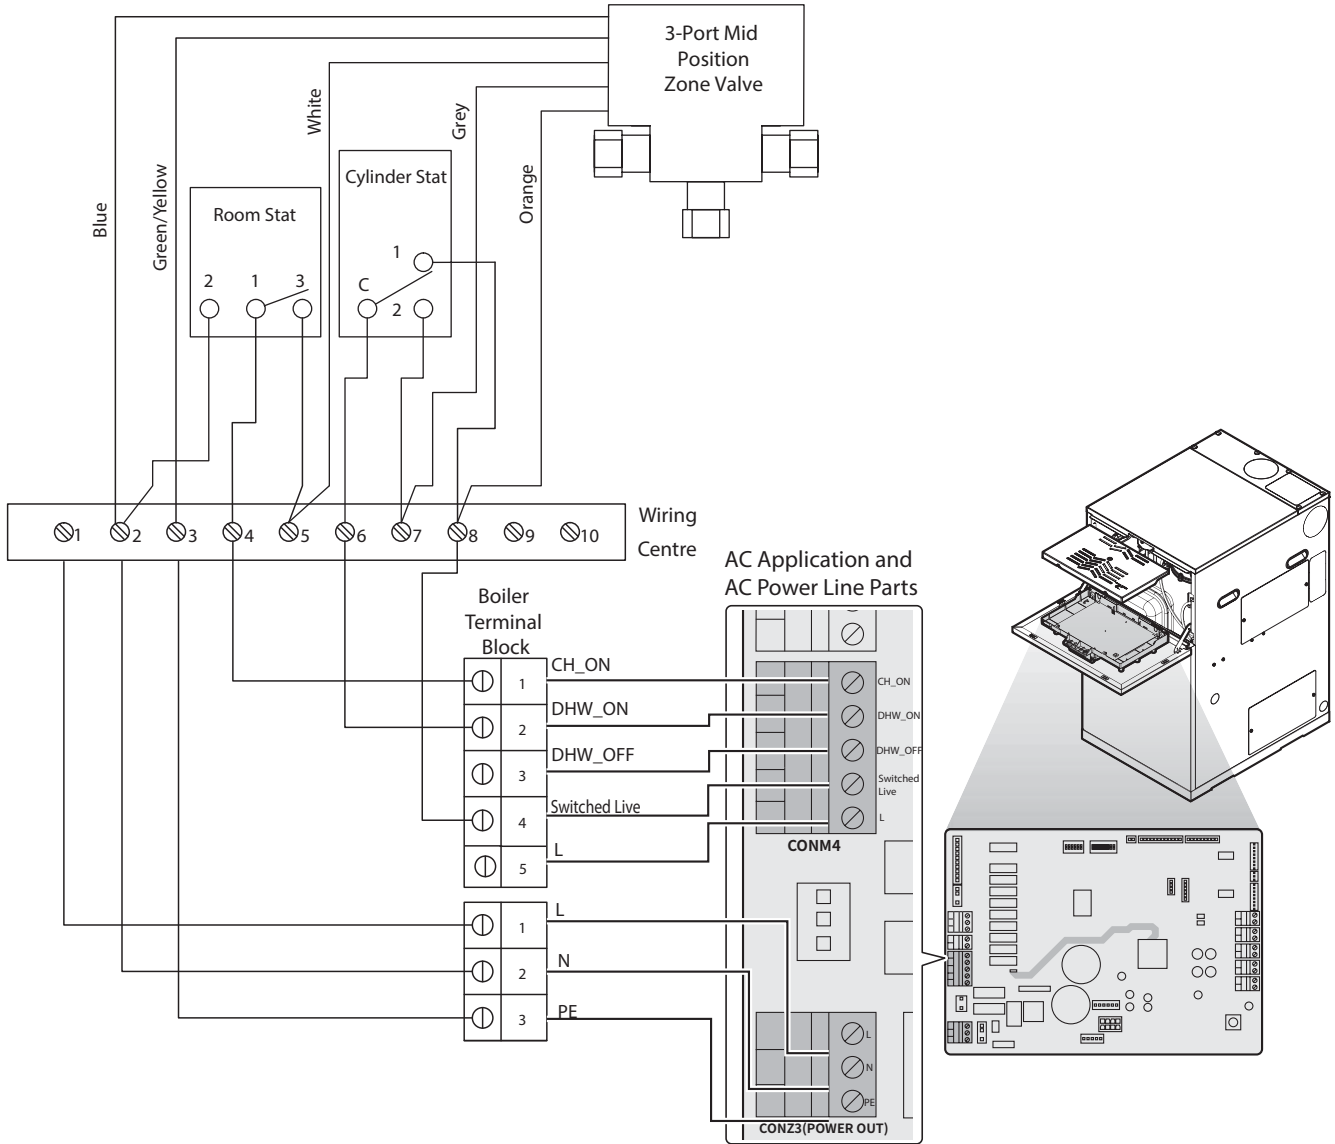 3-Port Mid
Position
Zone Valve
Blue
Green/Yellow
White
Grey
Orange
Room Stat
2
1
3
Cylinder Stat
1
C
2
1
2
3
4
5
6
7
8
9
10
Wiring
Centre
Boiler
Terminal
Block
1
CH_ON
2
DHW_ON
3
DHW_OFF
4
Switched Live
5
L
1
L
2
N
3
PE
AC Application and
AC Power Line Parts
CH_ON
DHW_ON
DHW_OFF
Switched
Live
L
CONM4
L
N
PE
CONZ3(POWER OUT)